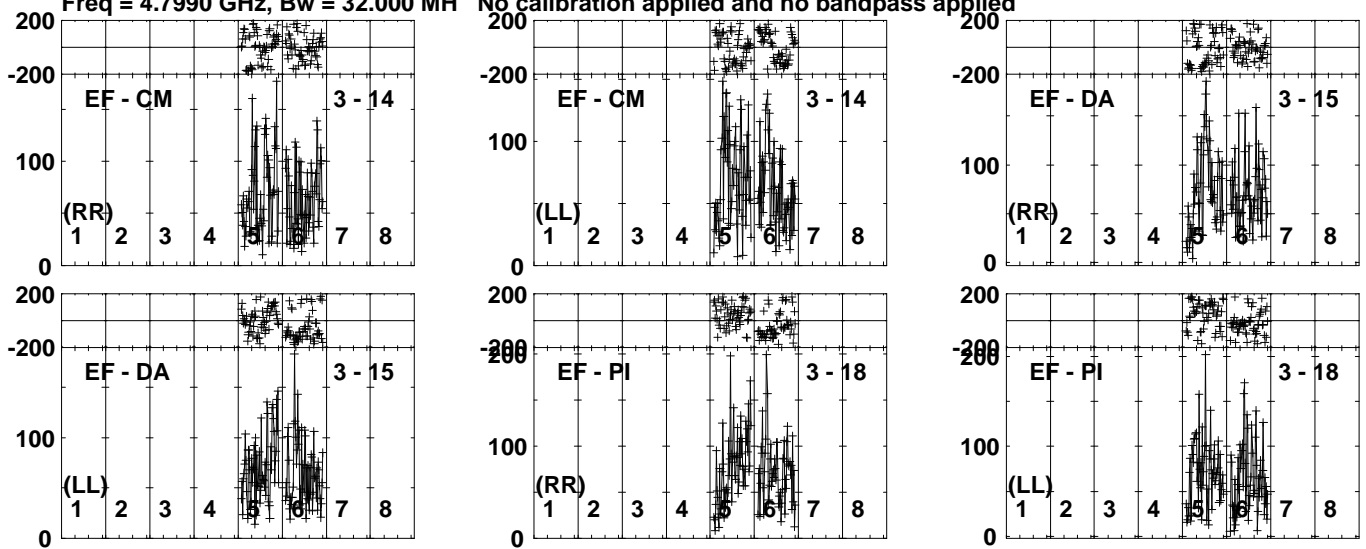 Freq = 4.7990 GHz, Bw = 32.000 MH No calibration applied and no bandpass applied
200
-200
EF - CM 3 - 14
100
(RR)
1 2 3 4 5 6 7 8
0
EF - CM 3 - 14
100
(LL)
1 2 3 4 5 6 7 8
0
200
-200
EF - DA 3 - 15
100
(RR)
1 2 3 4 5 6 7 8
0
200
-200
EF - DA 3 - 15
100
(LL)
1 2 3 4 5 6 7 8
0
200
-200
200
EF - PI 3 - 18
100
(RR)
1 2 3 4 5 6 7 8
0
200
-200
200
EF - PI 3 - 18
100
(LL)
1 2 3 4 5 6 7 8
0